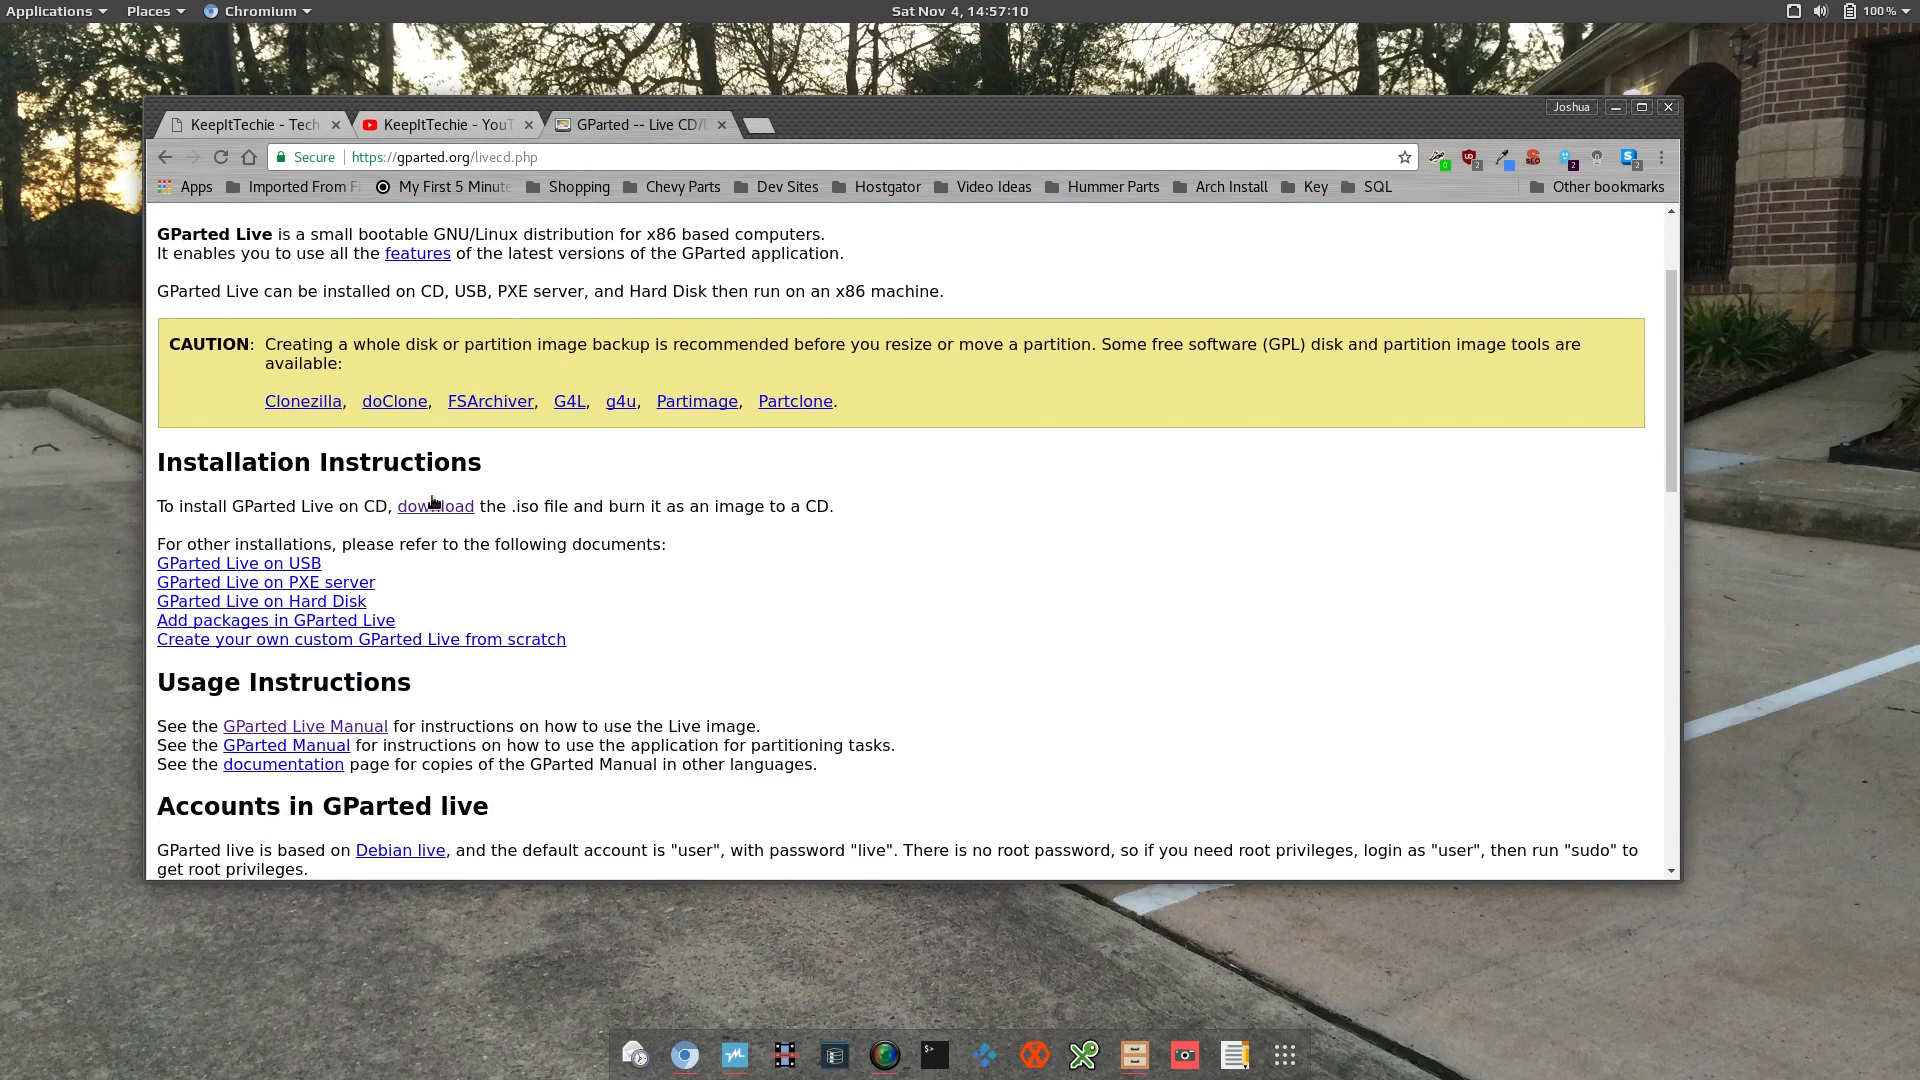 Applications Places Chromium Sat Nov 4, 14:57:10 100 %
Joshua
KeepItTechie - Tech KeepItTechie - YouT GParted -- Live CD/U
Secure https://gparted.org/livecd.php 0 2 SEO 2 S 2
Apps Imported From Fi My First 5 Minute Shopping Chevy Parts Dev Sites Hostgator Video Ideas Hummer Parts Arch Install Key SQL Other bookmarks
GParted Live is a small bootable GNU/Linux distribution for x86 based computers.
It enables you to use all the features of the latest versions of the GParted application.
GParted Live can be installed on CD, USB, PXE server, and Hard Disk then run on an x86 machine.
CAUTION: Creating a whole disk or partition image backup is recommended before you resize or move a partition. Some free software (GPL) disk and partition image tools are
available:
Clonezilla, doClone, FSArchiver, G4L, g4u, Partimage, Partclone.
Installation Instructions
To install GParted Live on CD, download the .iso file and burn it as an image to a CD.
For other installations, please refer to the following documents:
GParted Live on USB
GParted Live on PXE server
GParted Live on Hard Disk
Add packages in GParted Live
Create your own custom GParted Live from scratch
Usage Instructions
See the GParted Live Manual for instructions on how to use the Live image.
See the GParted Manual for instructions on how to use the application for partitioning tasks.
See the documentation page for copies of the GParted Manual in other languages.
Accounts in GParted live
GParted live is based on Debian live, and the default account is "user", with password "live". There is no root password, so if you need root privileges, login as "user", then run "sudo" to
get root privileges.
$>